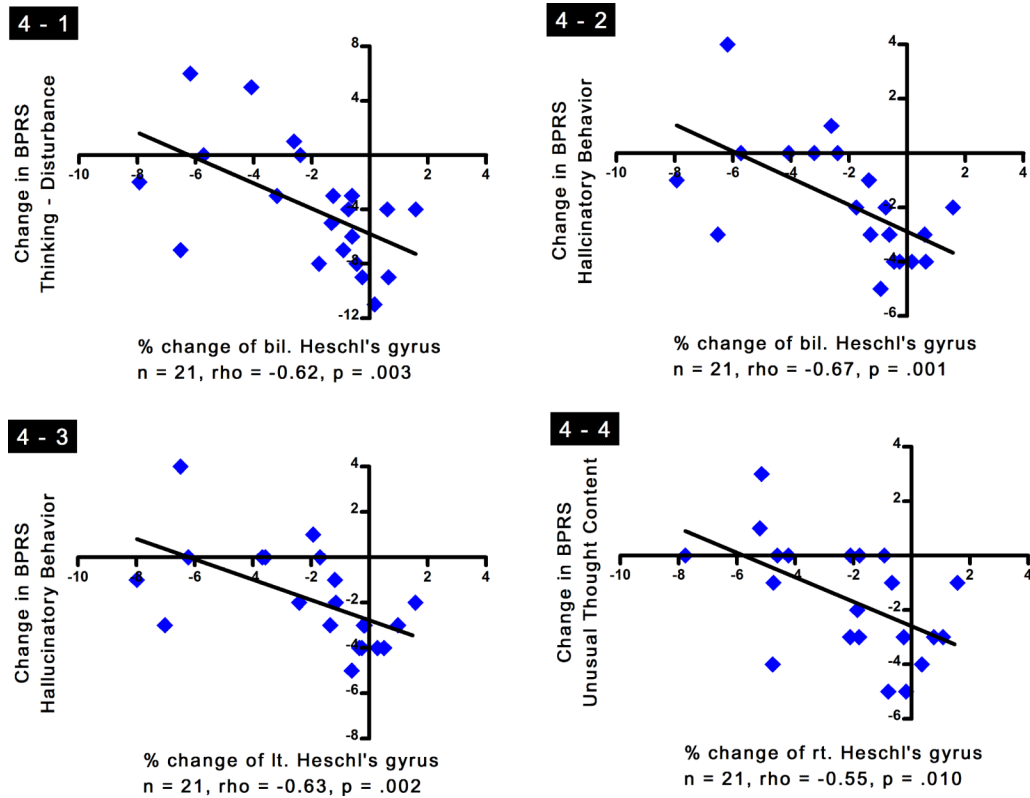 4 - 1
Change in BPRS
Thinking - Disturbance
8
4
-10
-8
-6
-4
-2
0
2
4
-4
-8
-12
% change of bil. Heschl's gyrus
n = 21, rho = -0.62, p = .003
4 - 2
Change in BPRS
Hallcinatory Behavior
4
2
-10
-8
-6
-4
-2
0
2
4
-2
-4
-6
% change of bil. Heschl's gyrus
n = 21, rho = -0.67, p = .001
4 - 3
Change in BPRS
Hallucinatory Behavior
4
2
-10
-8
-6
-4
-2
0
2
4
-2
-4
-6
-8
% change of lt. Heschl's gyrus
n = 21, rho = -0.63, p = .002
4 - 4
Change in BPRS
Unusual Thought Content
4
2
-10
-8
-6
-4
-2
0
2
4
-2
-4
-6
% change of rt. Heschl's gyrus
n = 21, rho = -0.55, p = .010